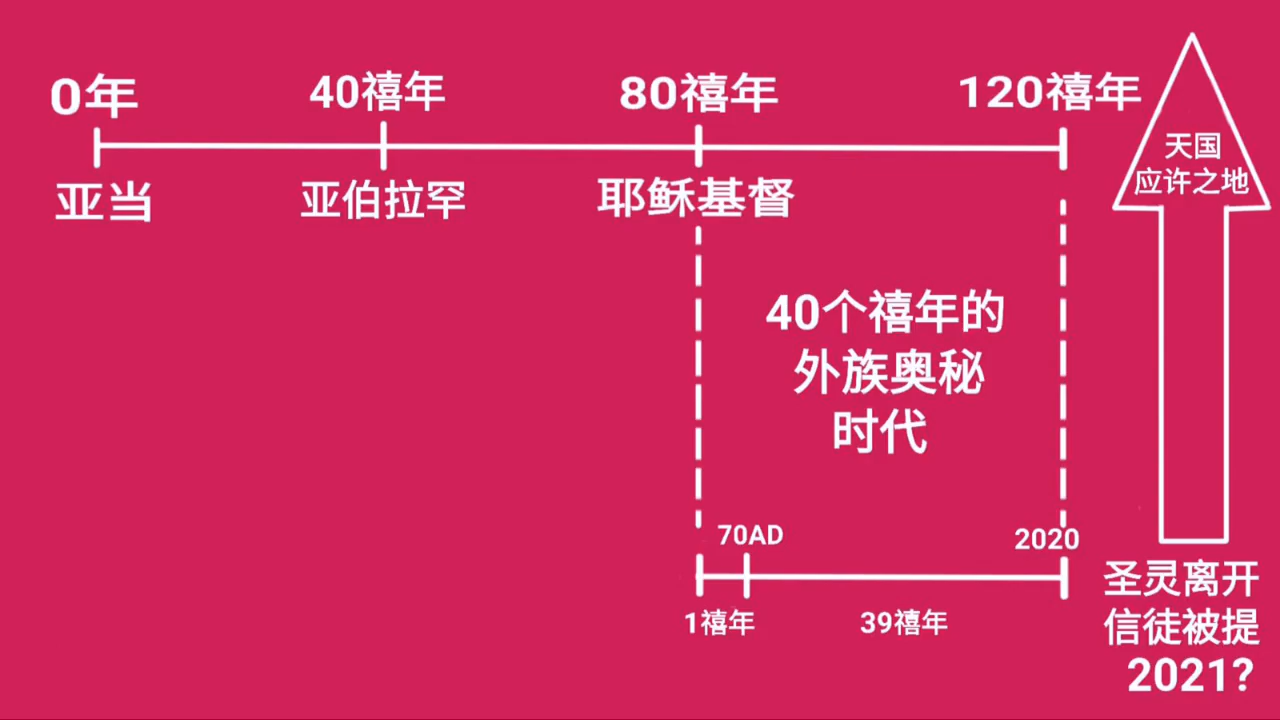 0年
40禧年
80禧年
120禧年
亚当
亚伯拉罕
耶稣基督
天国
应许之地
40个禧年的
外族奥秘
时代
70AD
2020
1禧年
39禧年
圣灵离开
信徒被提
2021?